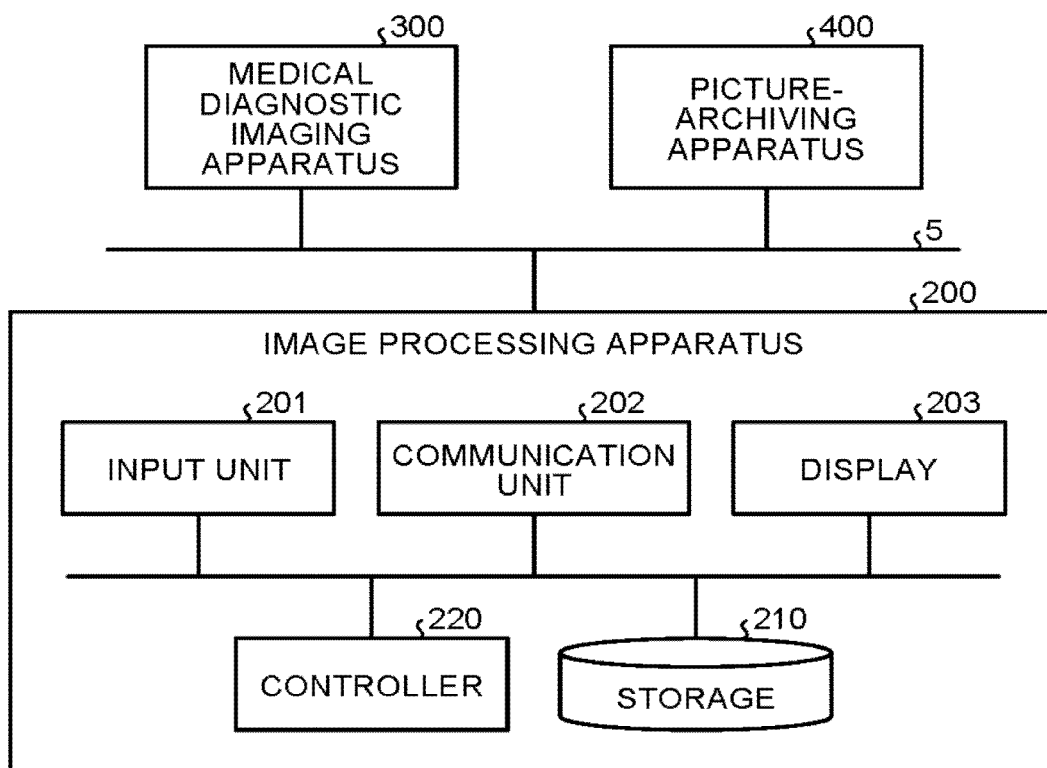 300
MEDICAL
DIAGNOSTIC
IMAGING
APPARATUS
400
PICTURE-
ARCHIVING
APPARATUS
5
200
IMAGE PROCESSING APPARATUS
201
INPUT UNIT
202
COMMUNICATION
UNIT
203
DISPLAY
220
CONTROLLER
210
STORAGE